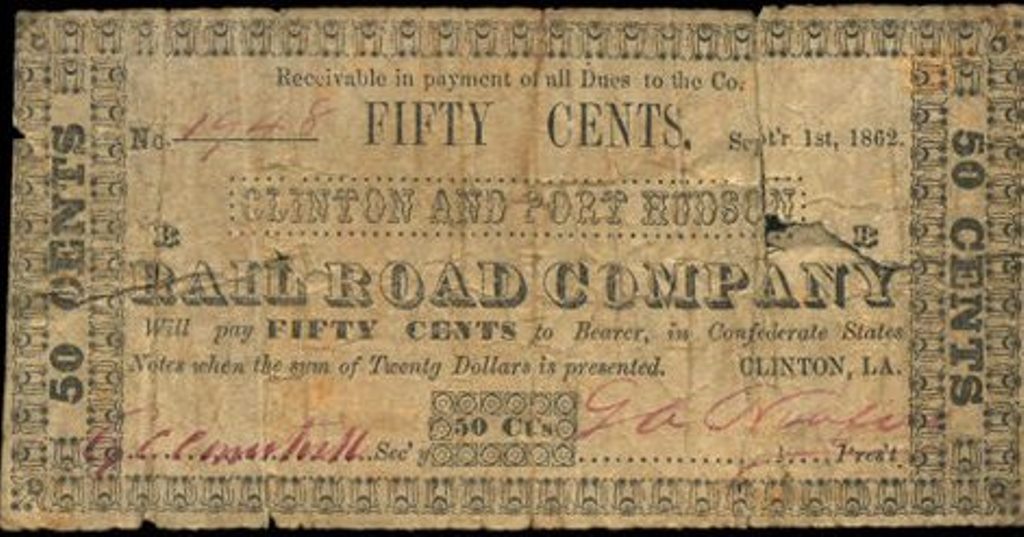 Receivable in payment of all Dues to the Co.
No. 1948 FIFTY CENTS. Sept'r 1st, 1862.
CLINTON AND PORT HUDSON
B B
RAIL ROAD COMPANY
Will pay FIFTY CENTS to Bearer, in Confederate States
Notes when the sum of Twenty Dollars is presented. CLINTON, LA.
50 Ct's
Sec'y Pres't.
50 CENTS
50 CENTS